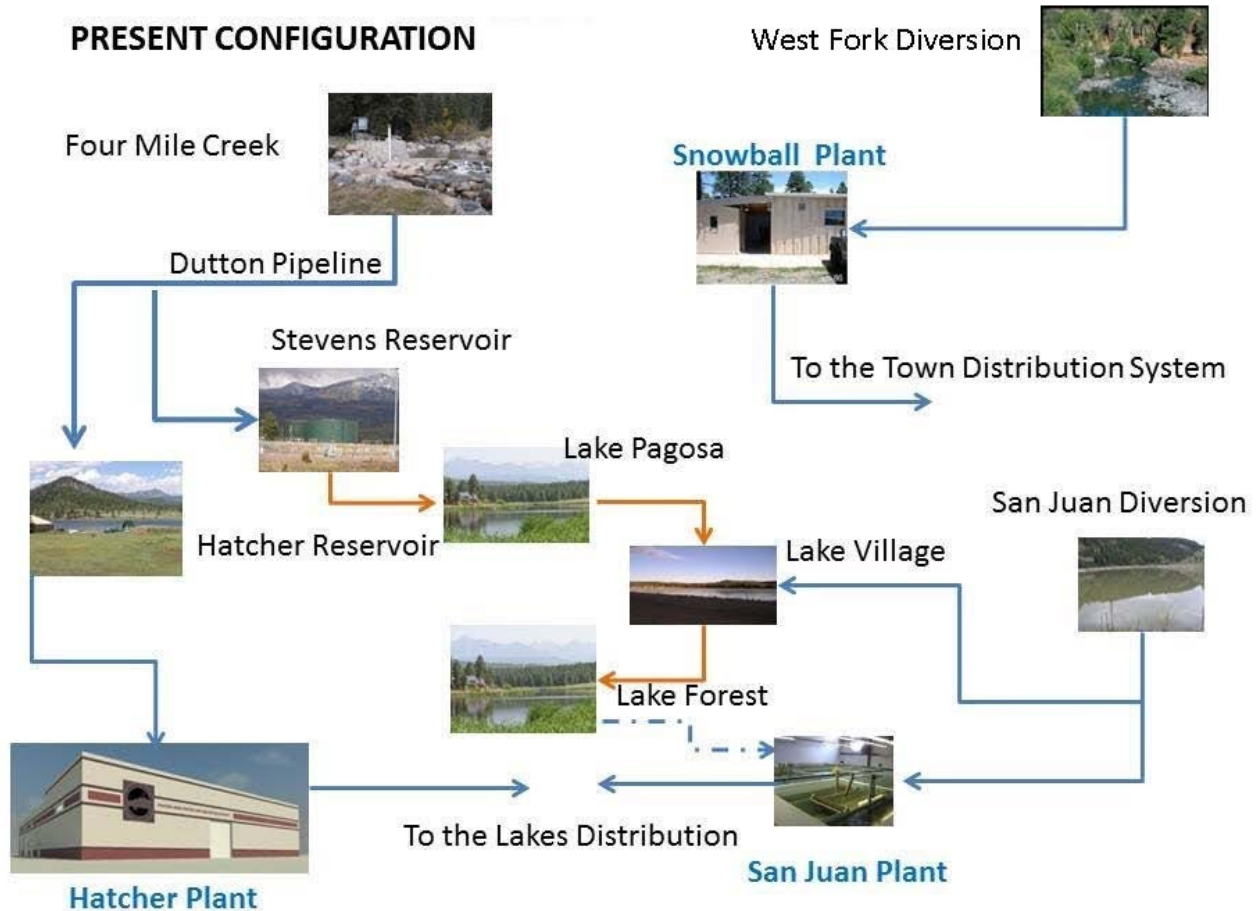 PRESENT CONFIGURATION
West Fork Diversion
Four Mile Creek
Snowball Plant
Dutton Pipeline
Stevens Reservoir
To the Town Distribution System
Lake Pagosa
San Juan Diversion
Hatcher Reservoir
Lake Village
Lake Forest
To the Lakes Distribution
San Juan Plant
Hatcher Plant